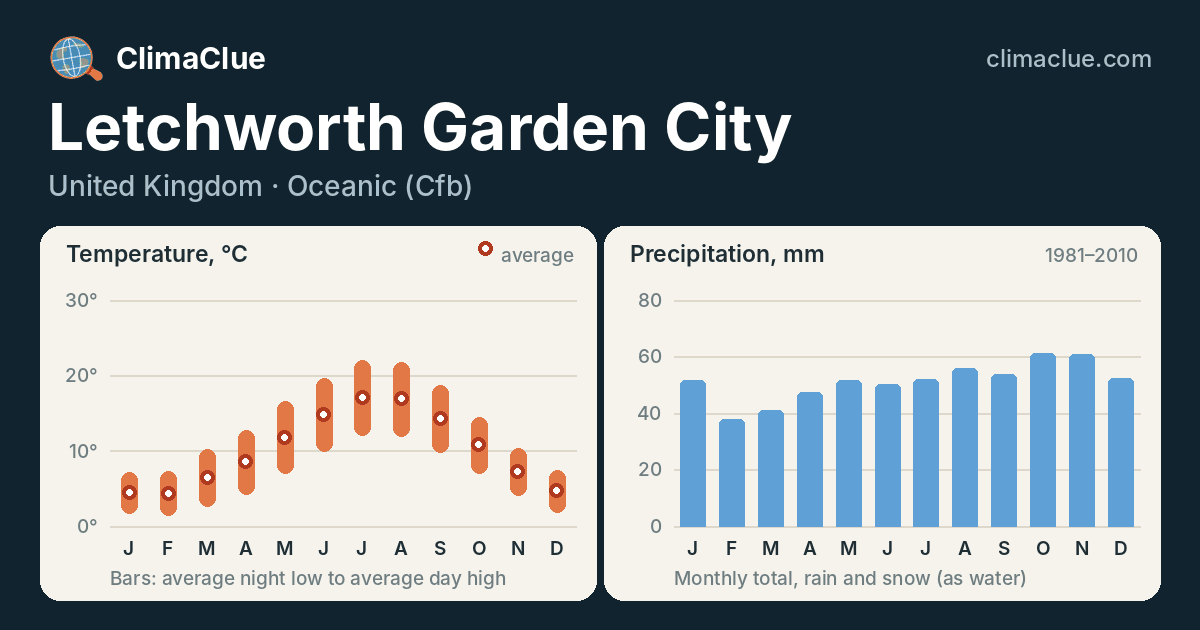 ClimaClue
climaclue.com
Letchworth Garden City
United Kingdom · Oceanic (Cfb)
Temperature, °C
average
30°
20°
10°
0°
J F M A M J J A S O N D
Bars: average night low to average day high
Precipitation, mm
1981–2010
80
60
40
20
0
J F M A M J J A S O N D
Monthly total, rain and snow (as water)